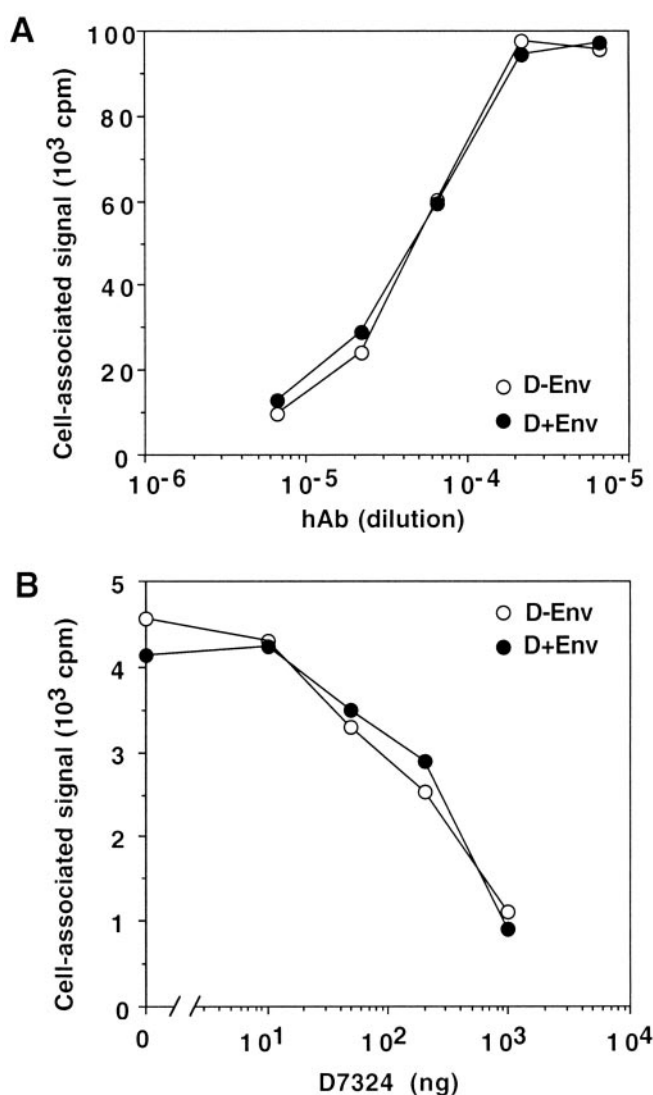 A
Cell-associated signal (10³ cpm)
100
80
60
40
20
0
D-Env
D+Env
10⁻⁶
10⁻⁵
10⁻⁴
10⁻⁵
hAb (dilution)
B
Cell-associated signal (10³ cpm)
5
4
3
2
1
0
D-Env
D+Env
0
10¹
10²
10³
10⁴
D7324 (ng)